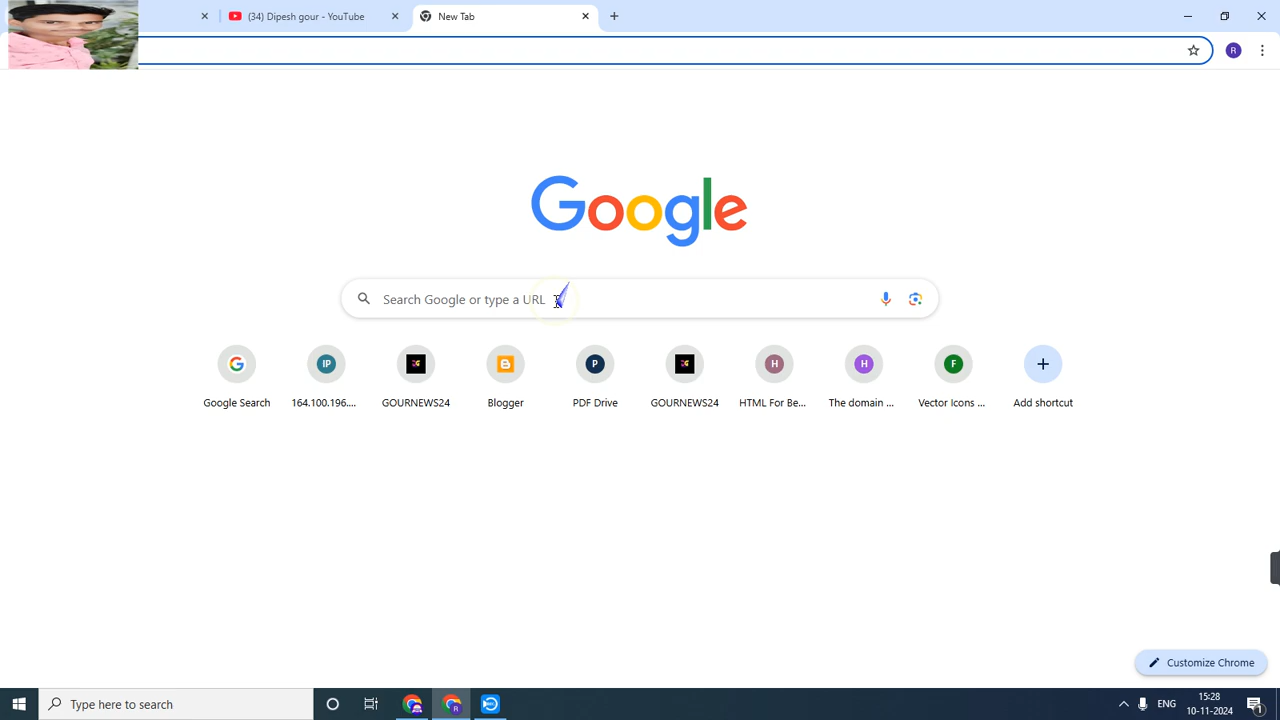 (34) Dipesh gour - YouTube
New Tab
R
Google
Search Google or type a URL
IP
P
H
H
F
Google Search
164.100.196....
GOURNEWS24
Blogger
PDF Drive
GOURNEWS24
HTML For Be...
The domain ...
Vector Icons ...
Add shortcut
Customize Chrome
Type here to search
ENG
15:28
10-11-2024